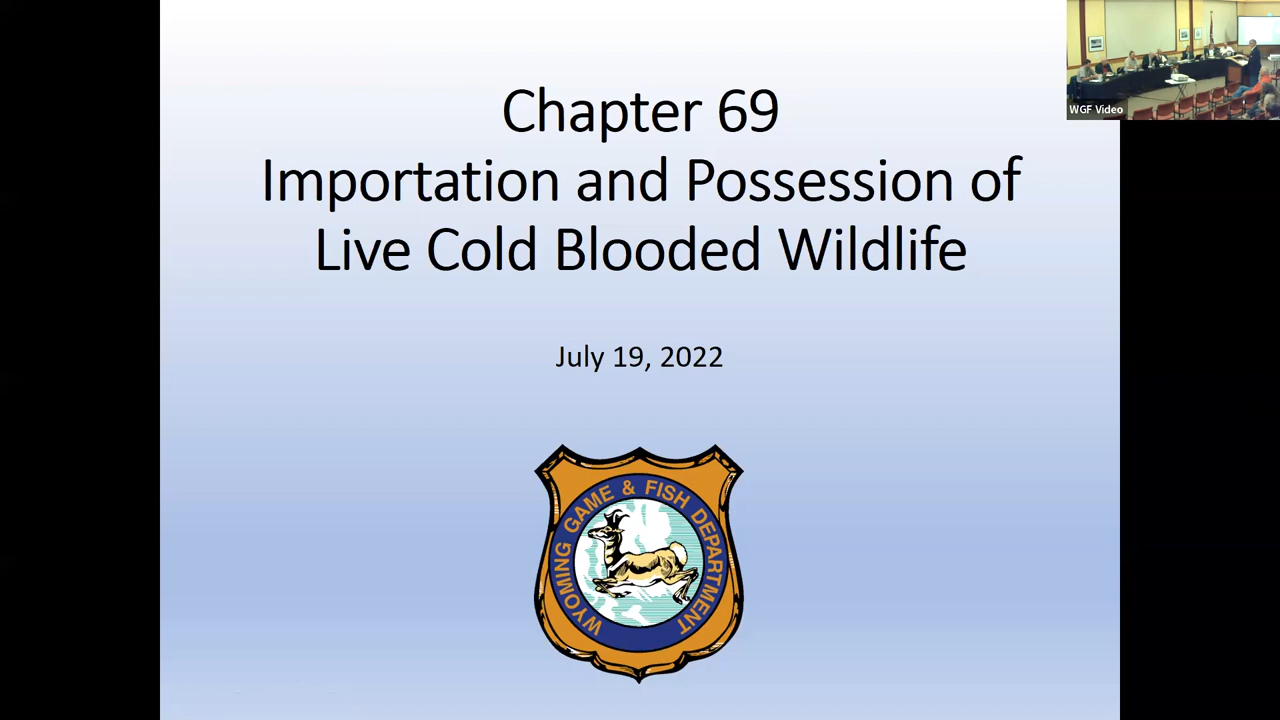 Chapter 69
Importation and Possession of
Live Cold Blooded Wildlife
July 19, 2022
WYOMING GAME & FISH DEPARTMENT
WGF Video